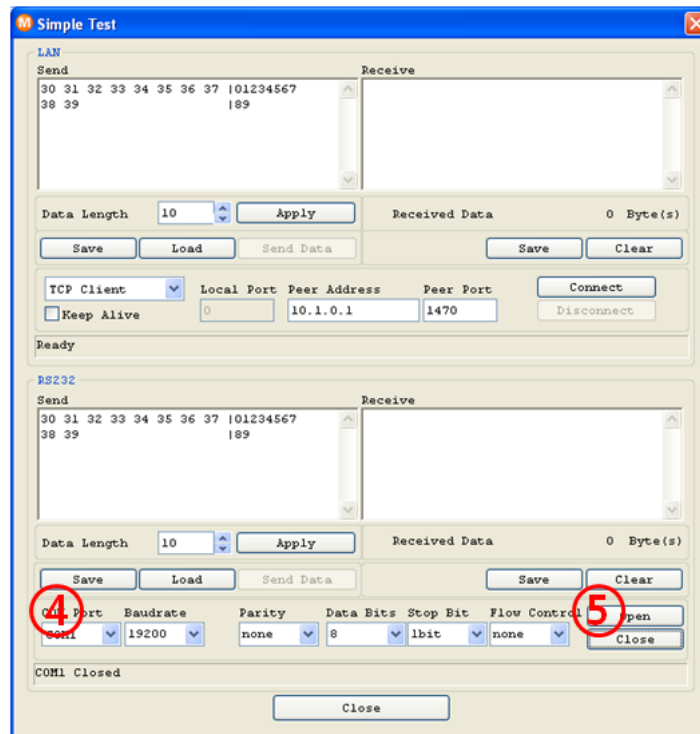 Simple Test
LAN
Send Receive
30 31 32 33 34 35 36 37 |01234567
38 39 |89
Data Length 10 Apply Received Data 0 Byte(s)
Save Load Send Data Save Clear
TCP Client Local Port Peer Address Peer Port Connect
Keep Alive 0 10.1.0.1 1470 Disconnect
Ready
RS232
Send Receive
30 31 32 33 34 35 36 37 |01234567
38 39 |89
Data Length 10 Apply Received Data 0 Byte(s)
Save Load Send Data Save Clear
④ Port Baudrate Parity Data Bits Stop Bit Flow Control ⑤ Open
COM1 19200 none 8 1bit none Close
COM1 Closed
Close